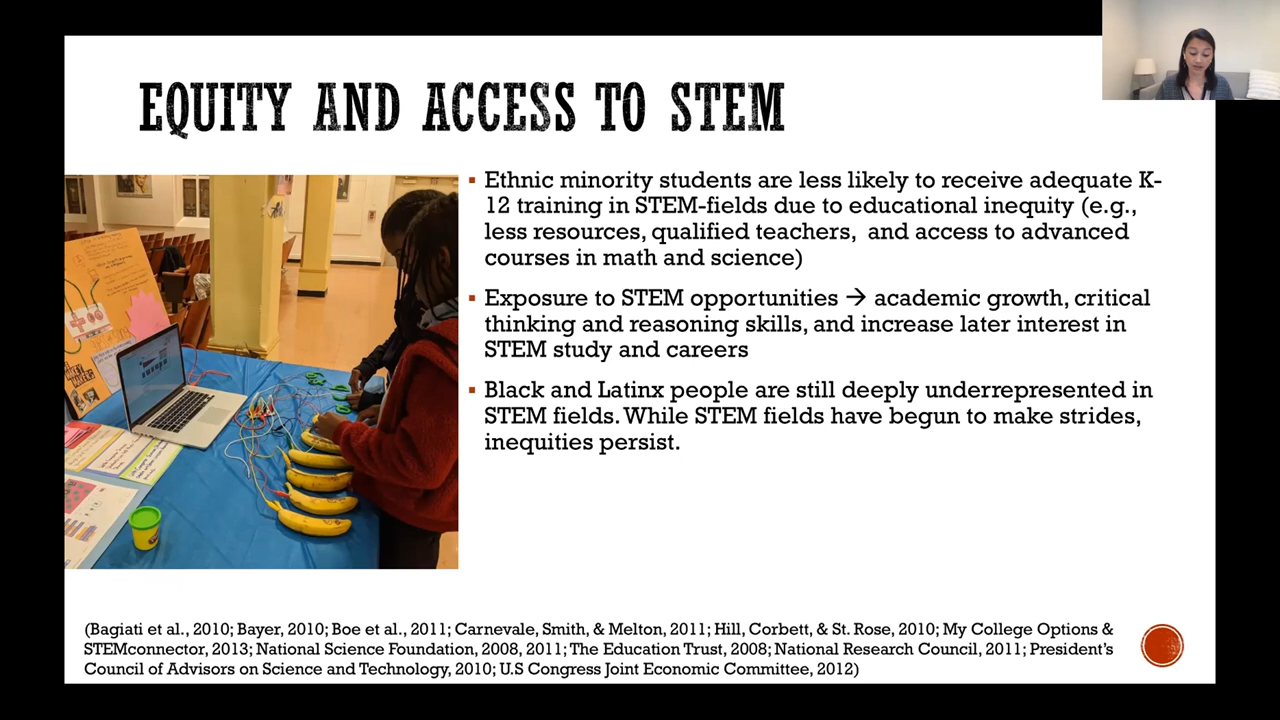 EQUITY AND ACCESS TO STEM
▪ Ethnic minority students are less likely to receive adequate K-
12 training in STEM-fields due to educational inequity (e.g.,
less resources, qualified teachers,  and access to advanced
courses in math and science)
▪ Exposure to STEM opportunities → academic growth, critical
thinking and reasoning skills, and increase later interest in
STEM study and careers
▪ Black and Latinx people are still deeply underrepresented in
STEM fields. While STEM fields have begun to make strides,
inequities persist.
(Bagiati et al., 2010; Bayer, 2010; Boe et al., 2011; Carnevale, Smith, & Melton, 2011; Hill, Corbett, & St. Rose, 2010; My College Options &
STEMconnector, 2013; National Science Foundation, 2008, 2011; The Education Trust, 2008; National Research Council, 2011; President’s
Council of Advisors on Science and Technology, 2010; U.S Congress Joint Economic Committee, 2012)